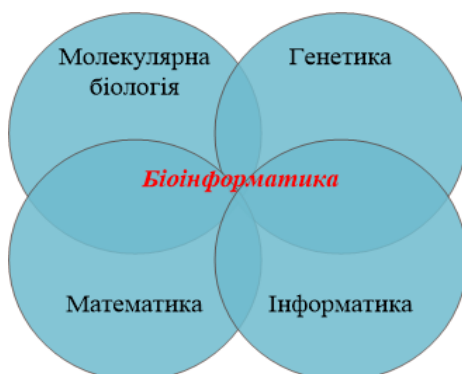 Молекулярна
біологія
Генетика
Біоінформатика
Математика
Інформатика